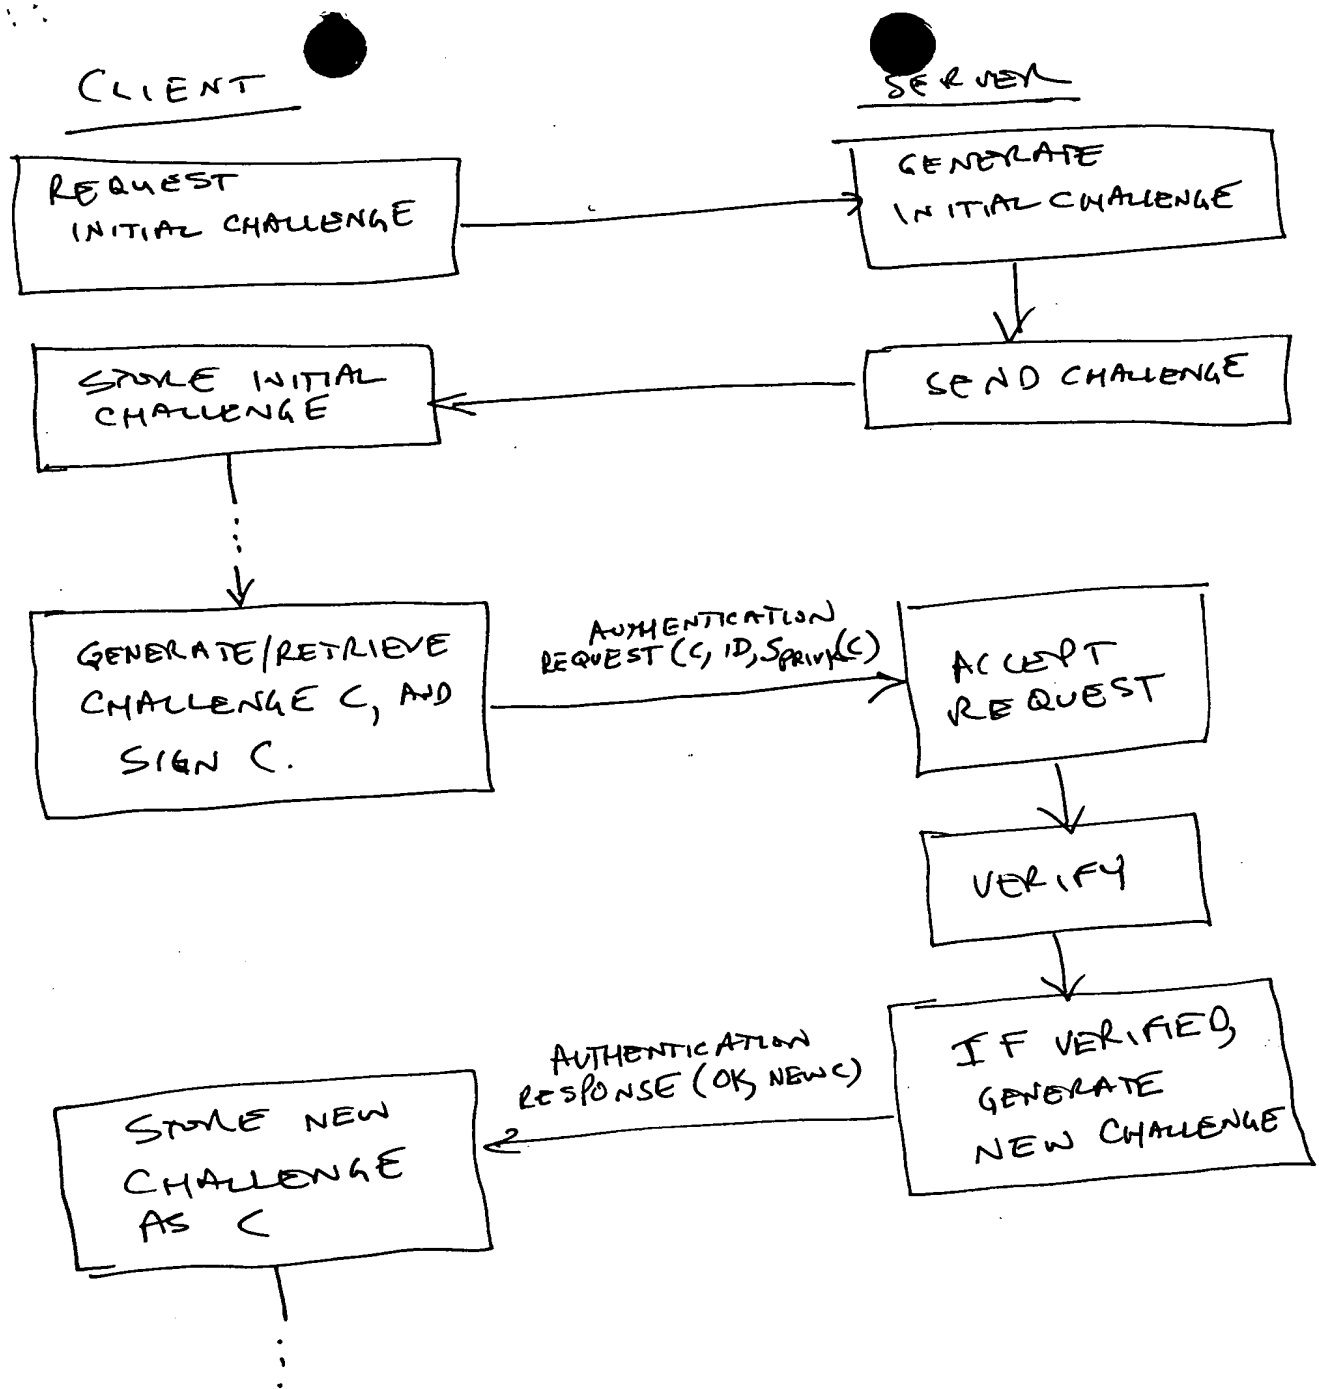 CLIENT
SERVER
REQUEST
INITIAL CHALLENGE
GENERATE
INITIAL CHALLENGE
STORE INITIAL
CHALLENGE
SEND CHALLENGE
GENERATE/RETRIEVE
CHALLENGE C, AND
SIGN C.
AUTHENTICATION
REQUEST (C, ID, SPRIVK(C)
ACCEPT
REQUEST
VERIFY
IF VERIFIED,
GENERATE
NEW CHALLENGE
AUTHENTICATION
RESPONSE (OK, NEW C)
STORE NEW
CHALLENGE
AS C